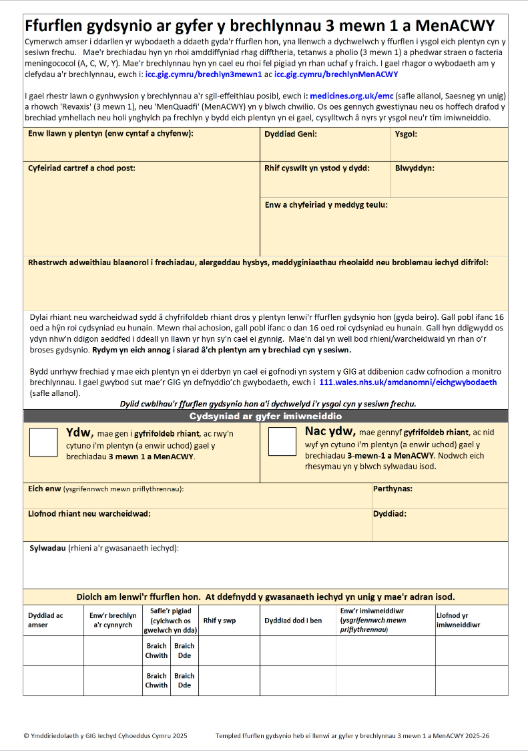 Ffurflen gydsynio ar gyfer y brechlynnau 3 mewn 1 a MenACWY
Cymerwch amser i ddarllen yr wybodaeth a ddaeth gyda'r ffurflen hon, yna llenwch a dychwelwch y ffurflen i ysgol eich plentyn cyn y
sesiwn frechu. Mae'r brechiadau hyn yn rhoi amddiffyniad rhag difftheria, tetanws a pholio (3 mewn 1) a phedwar straen o facteria
meningococol (A, C, W, Y). Mae'r brechlynnau hyn yn cael eu rhoi fel pigiad yn rhan uchaf y fraich. I gael rhagor o wybodaeth am y
clefydau a'r brechlynnau, ewch i: icc.gig.cymru/brechlyn3mewn1 ac icc.gig.cymru/brechlynMenACWY
I gael rhestr lawn o gynhwysion y brechlynnau a'r sgil-effeithiau posibl, ewch i: medicines.org.uk/emc (safle allanol, Saesneg yn unig)
a rhowch 'Revaxis' (3 mewn 1), neu 'MenQuadfi' (MenACWY) yn y blwch chwilio. Os oes gennych gwestiynau neu os hoffech drafod y
brechiad ymhellach neu holi ynghylch pa frechlyn y bydd eich plentyn yn ei gael, cysylltwch â nyrs yr ysgol neu'r tîm imiwneiddio.
Enw llawn y plentyn (enw cyntaf a chyfenw):
Dyddiad Geni:
Ysgol:
Cyfeiriad cartref a chod post:
Rhif cyswllt yn ystod y dydd:
Blwyddyn:
Enw a chyfeiriad y meddyg teulu:
Rhestrwch adweithiau blaenorol i frechiadau, alergeddau hysbys, meddyginiaethau rheolaidd neu broblemau iechyd difrifol:
Dylai rhiant neu warcheidwad sydd â chyfrifoldeb rhiant dros y plentyn lenwi'r ffurflen gydsynio hon (gyda beiro). Gall pobl ifanc 16
oed a hŷn roi cydsyniad eu hunain. Mewn rhai achosion, gall pobl ifanc o dan 16 oed roi cydsyniad eu hunain. Gall hyn ddigwydd os
ydyn nhw'n ddigon aeddfed i ddeall yn llawn yr hyn sy'n cael ei gynnig. Mae'n dal yn well bod rhieni/warcheidwaid yn rhan o'r
broses gydsynio. Rydym yn eich annog i siarad â'ch plentyn am y brechiad cyn y sesiwn.
Bydd unrhyw frechiad y mae eich plentyn yn ei dderbyn yn cael ei gofnodi yn system y GIG at ddibenion cadw cofnodion a monitro
brechlynnau. I gael gwybod sut mae'r GIG yn defnyddio'ch gwybodaeth, ewch i 111.wales.nhs.uk/amdanomni/eichgwybodaeth
(safle allanol).
Dylid cwblhau'r ffurflen gydsynio hon a'i dychwelyd i'r ysgol cyn y sesiwn frechu.
Cydsyniad ar gyfer imiwneiddio
Ydw, mae gen i gyfrifoldeb rhiant, ac rwy'n
cytuno i'm plentyn (a enwir uchod) gael y
brechiadau 3 mewn 1 a MenACWY.
Nac ydw, mae gennyf gyfrifoldeb rhiant, ac nid
wyf yn cytuno i'm plentyn (a enwir uchod) gael y
brechiadau 3-mewn-1 a MenACWY. Nodwch eich
rhesymau yn y blwch sylwadau isod.
Eich enw (ysgrifennwch mewn priflythrennau):
Perthynas:
Llofnod rhiant neu warcheidwad:
Dyddiad:
Sylwadau (rhieni a'r gwasanaeth iechyd):
Diolch am lenwi'r ffurflen hon. At ddefnydd y gwasanaeth iechyd yn unig y mae'r adran isod.
Dyddiad ac
amser
Enw'r brechlyn
a'r cynnyrch
Safle'r pigiad
(cylchwch os
gwelwch yn dda)
Rhif y swp
Dyddiad dod i ben
Enw'r imiwneiddiwr
(ysgrifennwch mewn
priflythrennau)
Llofnod yr
imiwneiddiwr
Braich
Chwith
Braich
Dde
Braich
Chwith
Braich
Dde
© Ymddiriedolaeth y GIG Iechyd Cyhoeddus Cymru 2025
Templed ffurflen gydsynio heb ei llenwi ar gyfer y brechlynnau 3 mewn 1 a MenACWY 2025-26